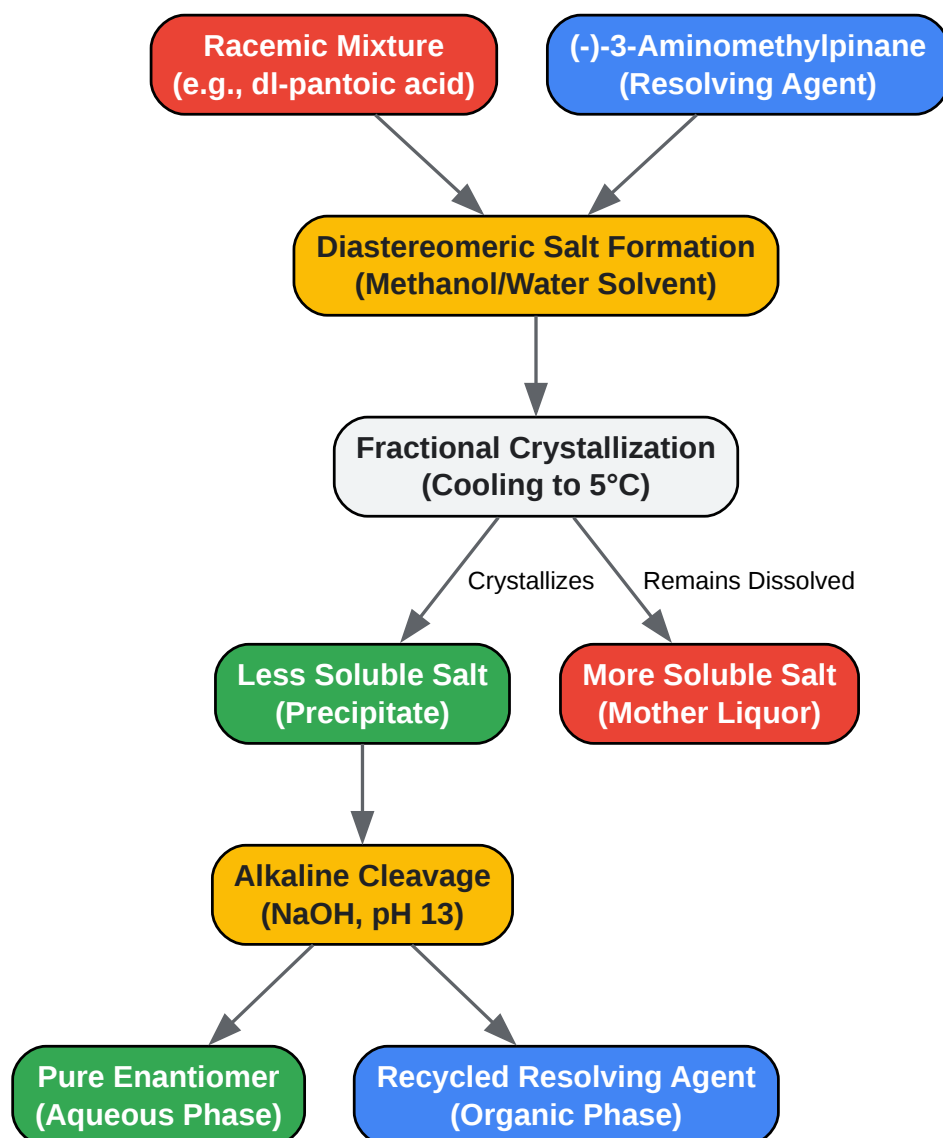 Racemic Mixture
(e.g., dl-pantoic acid)
(-)-3-Aminomethylpinane
(Resolving Agent)
Diastereomeric Salt Formation
(Methanol/Water Solvent)
Fractional Crystallization
(Cooling to 5°C)
Crystallizes
Remains Dissolved
Less Soluble Salt
(Precipitate)
More Soluble Salt
(Mother Liquor)
Alkaline Cleavage
(NaOH, pH 13)
Pure Enantiomer
(Aqueous Phase)
Recycled Resolving Agent
(Organic Phase)